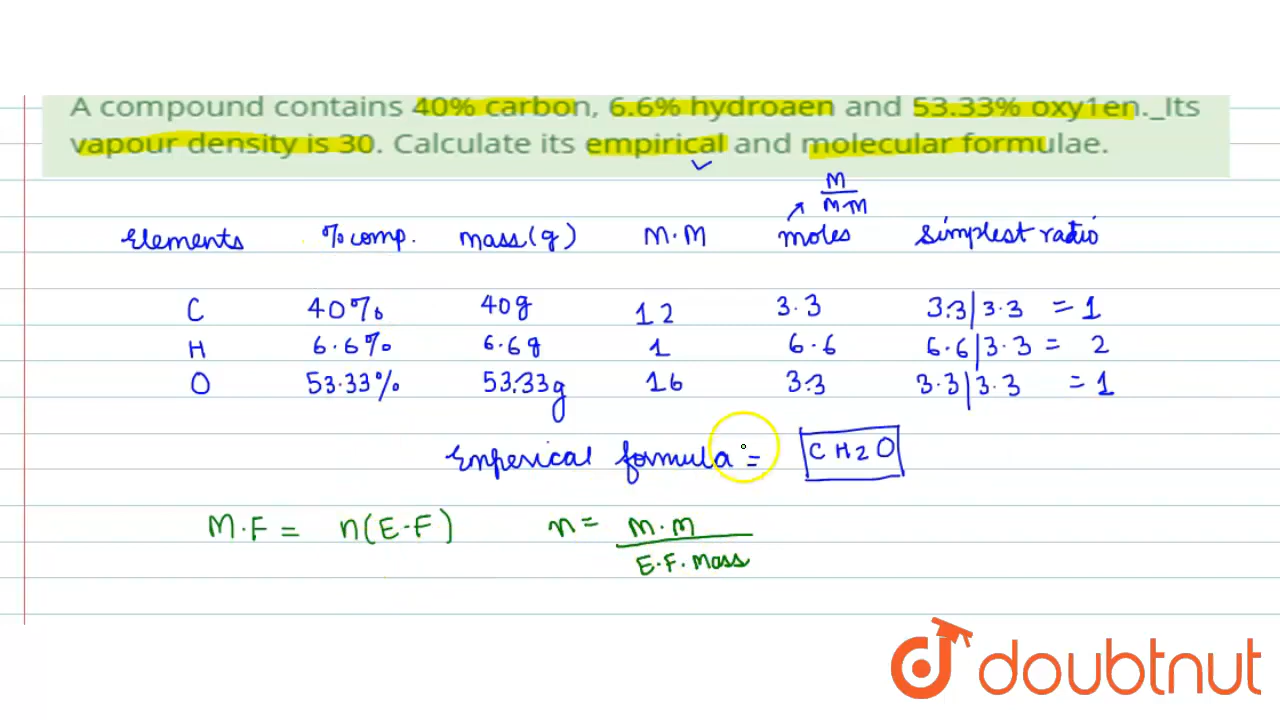 A compound contains 40% carbon, 6.6% hydroaen and 53.33% oxy1en._Its
vapour density is 30. Calculate its empirical and molecular formulae.
M
M.M
Elements % comp. mass (g) M.M moles simplest ratio
C 40% 40g 12 3.3 3.3|3.3 = 1
H 6.6% 6.6g 1 6.6 6.6|3.3 = 2
O 53.33% 53.33g 16 3.3 3.3|3.3 = 1
Emperical formula = CH2O
M.F = n(E.F) n = M.M
E.F. Mass
doubtnut